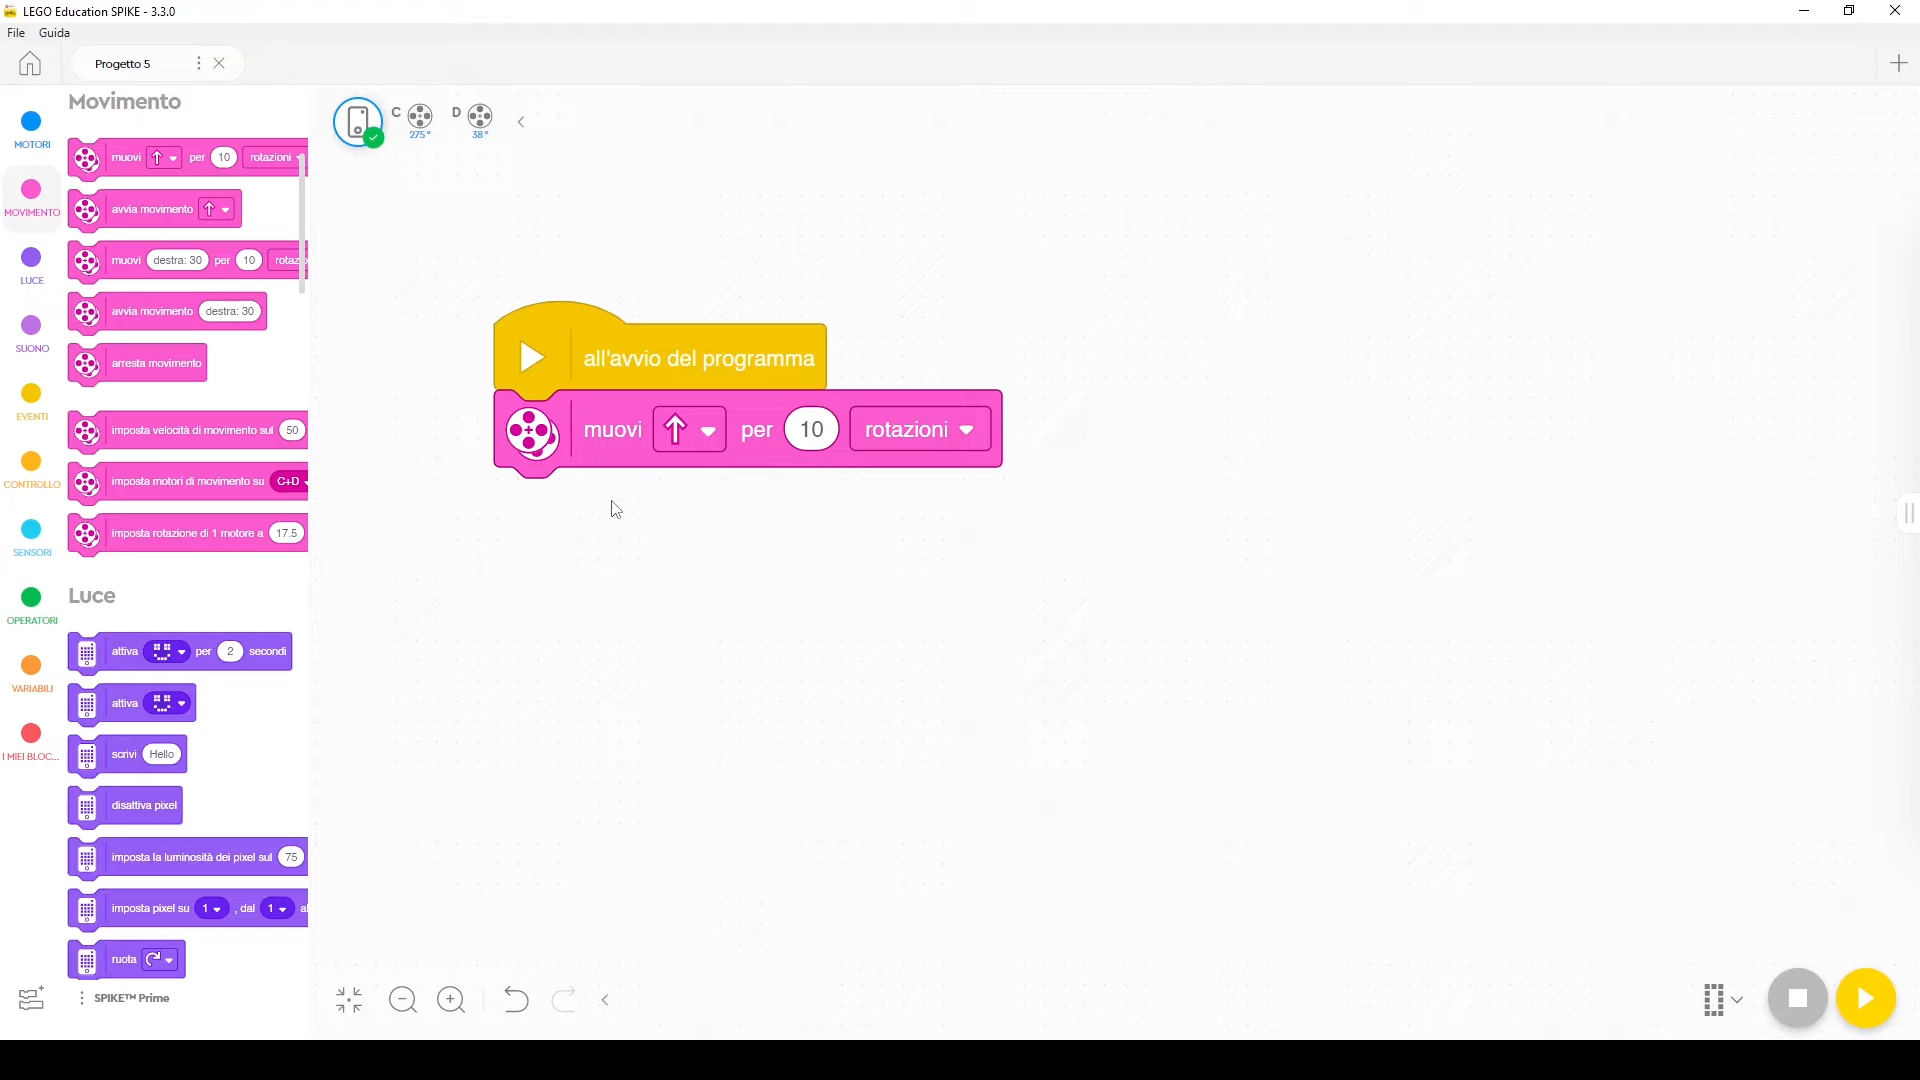 LEGO Education SPIKE - 3.3.0
File Guida
Progetto 5
Movimento
MOTORI
MOVIMENTO
LUCE
SUONO
EVENTI
CONTROLLO
SENSORI
OPERATORI
VARIABILI
I MIEI BLOC...
muovi per 10 rotazioni
avvia movimento
muovi destra: 30 per 10 rotazio
avvia movimento destra: 30
arresta movimento
imposta velocità di movimento sul 50
imposta motori di movimento su C+D
imposta rotazione di 1 motore a 17.5
Luce
attiva per 2 secondi
attiva
scrivi Hello
disattiva pixel
imposta la luminosità dei pixel sul 75
imposta pixel su 1 , dal 1 al
ruota
SPIKE™ Prime
C 275° D 38°
all'avvio del programma
muovi per 10 rotazioni